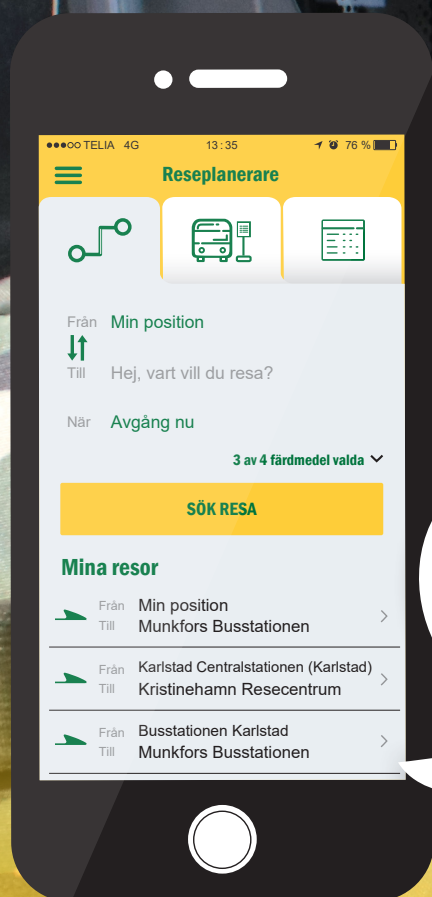 TELIA 4G 13:35 76 %
Reseplanerare
Från Min position
Till Hej, vart vill du resa?
När Avgång nu
3 av 4 färdmedel valda
SÖK RESA
Mina resor
Från Min position
Till Munkfors Busstationen
Från Karlstad Centralstationen (Karlstad)
Till Kristinehamn Resecentrum
Från Busstationen Karlstad
Till Munkfors Busstationen